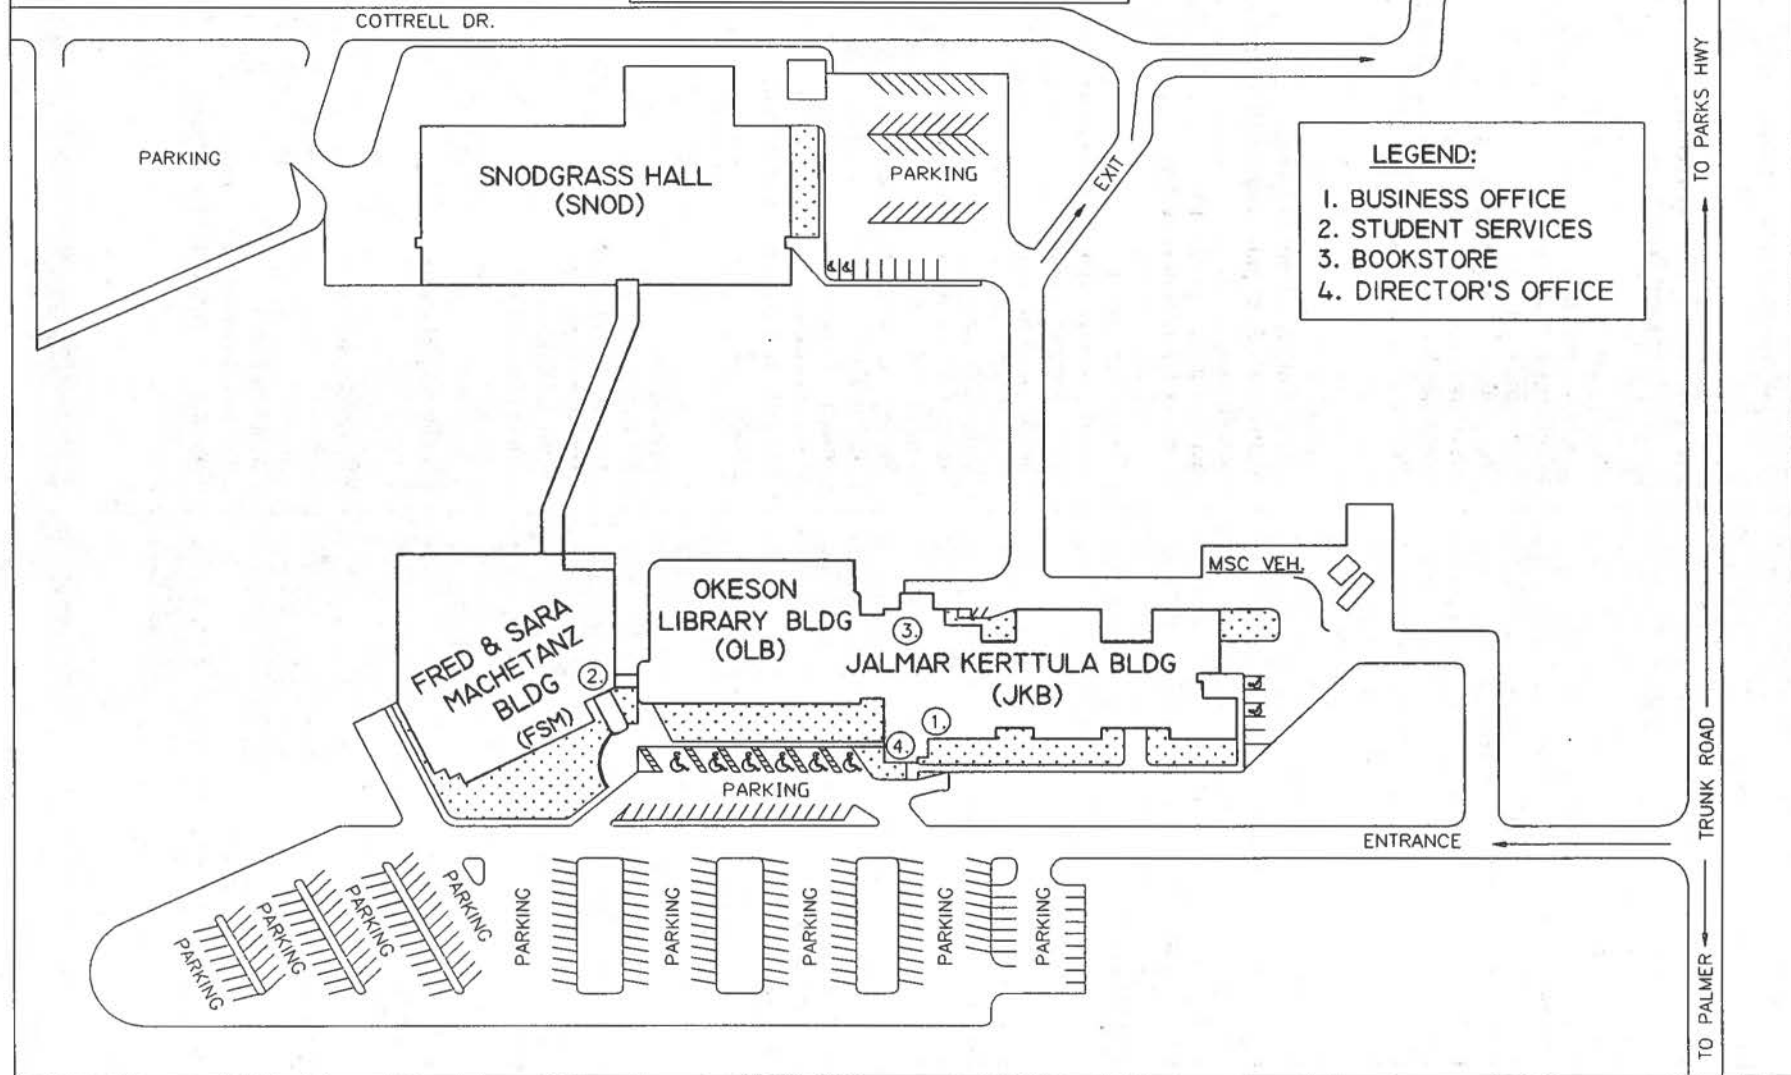 COTTRELL DR.
PARKING
SNODGRASS HALL
(SNOD)
PARKING
EXIT
TO PARKS HWY
LEGEND:
1. BUSINESS OFFICE
2. STUDENT SERVICES
3. BOOKSTORE
4. DIRECTOR'S OFFICE
MSC VEH.
FRED & SARA
MACHETANZ
BLDG
(FSM)
2.
OKESON
LIBRARY BLDG
(OLB)
3.
JALMAR KERTTULA BLDG
(JKB)
1.
4.
PARKING
ENTRANCE
TRUNK ROAD
TO PALMER
PARKING
PARKING
PARKING
PARKING
PARKING
PARKING
PARKING
PARKING
PARKING